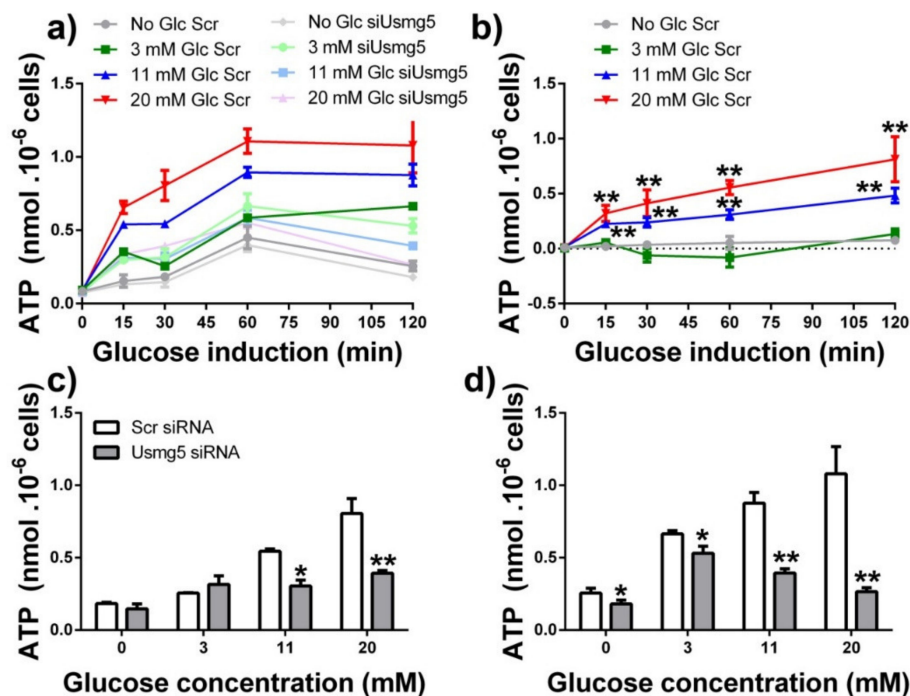 a)
No Glc Scr
No Glc siUsmg5
3 mM Glc Scr
3 mM siUsmg5
11 mM Glc Scr
11 mM Glc siUsmg5
20 mM Glc Scr
20 mM Glc siUsmg5
ATP (nmol .10⁻⁶ cells)
1.5
1.0
0.5
0.0
0 15 30 45 60 75 90 105 120
Glucose induction (min)
b)
No Glc Scr
3 mM Glc Scr
11 mM Glc Scr
20 mM Glc Scr
ATP (nmol .10⁻⁶ cells)
1.5
1.0
0.5
0.0
-0.5
** ** ** **
** ** ** **
0 15 30 45 60 75 90 105 120
Glucose induction (min)
c)
Scr siRNA
Usmg5 siRNA
ATP (nmol .10⁻⁶ cells)
1.5
1.0
0.5
0.0
* **
0 3 11 20
Glucose concentration (mM)
d)
ATP (nmol .10⁻⁶ cells)
1.5
1.0
0.5
0.0
* * ** **
0 3 11 20
Glucose concentration (mM)